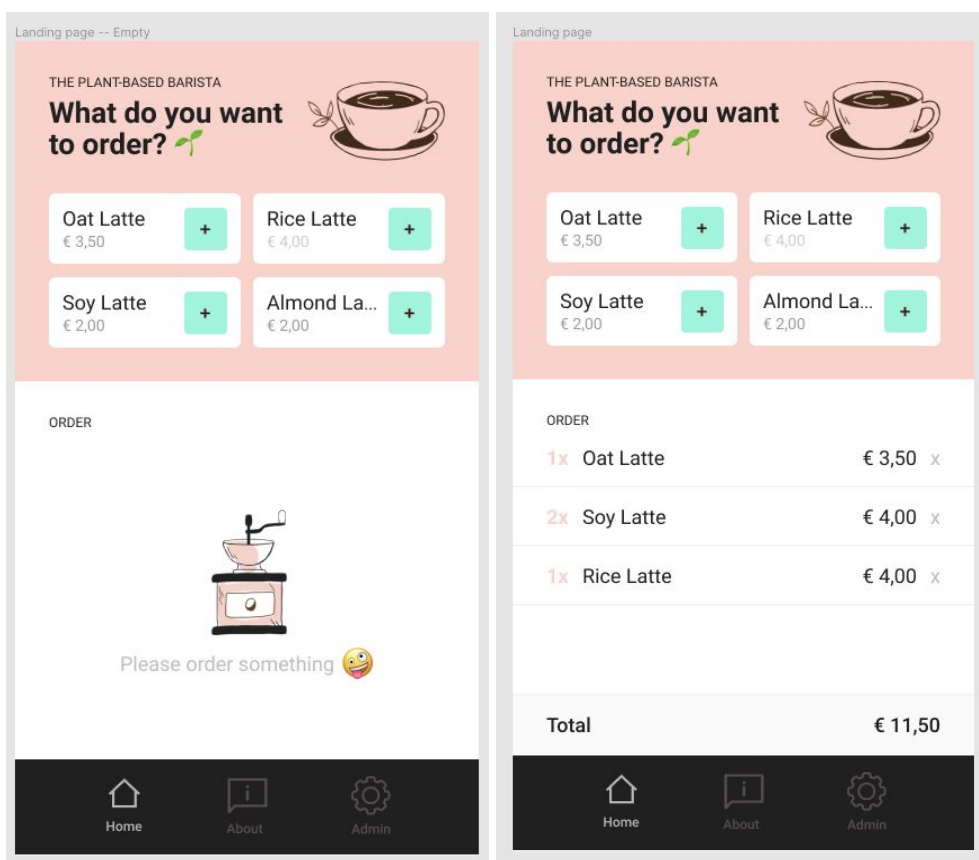 Landing page -- Empty
THE PLANT-BASED BARISTA
What do you want
to order? 🌱
Oat Latte
€ 3,50
+
Rice Latte
€ 4,00
+
Soy Latte
€ 2,00
+
Almond La...
€ 2,00
+
ORDER
Please order something 🤪
Home
About
Admin
Landing page
THE PLANT-BASED BARISTA
What do you want
to order? 🌱
Oat Latte
€ 3,50
+
Rice Latte
€ 4,00
+
Soy Latte
€ 2,00
+
Almond La...
€ 2,00
+
ORDER
1x Oat Latte € 3,50 x
2x Soy Latte € 4,00 x
1x Rice Latte € 4,00 x
Total € 11,50
Home
About
Admin